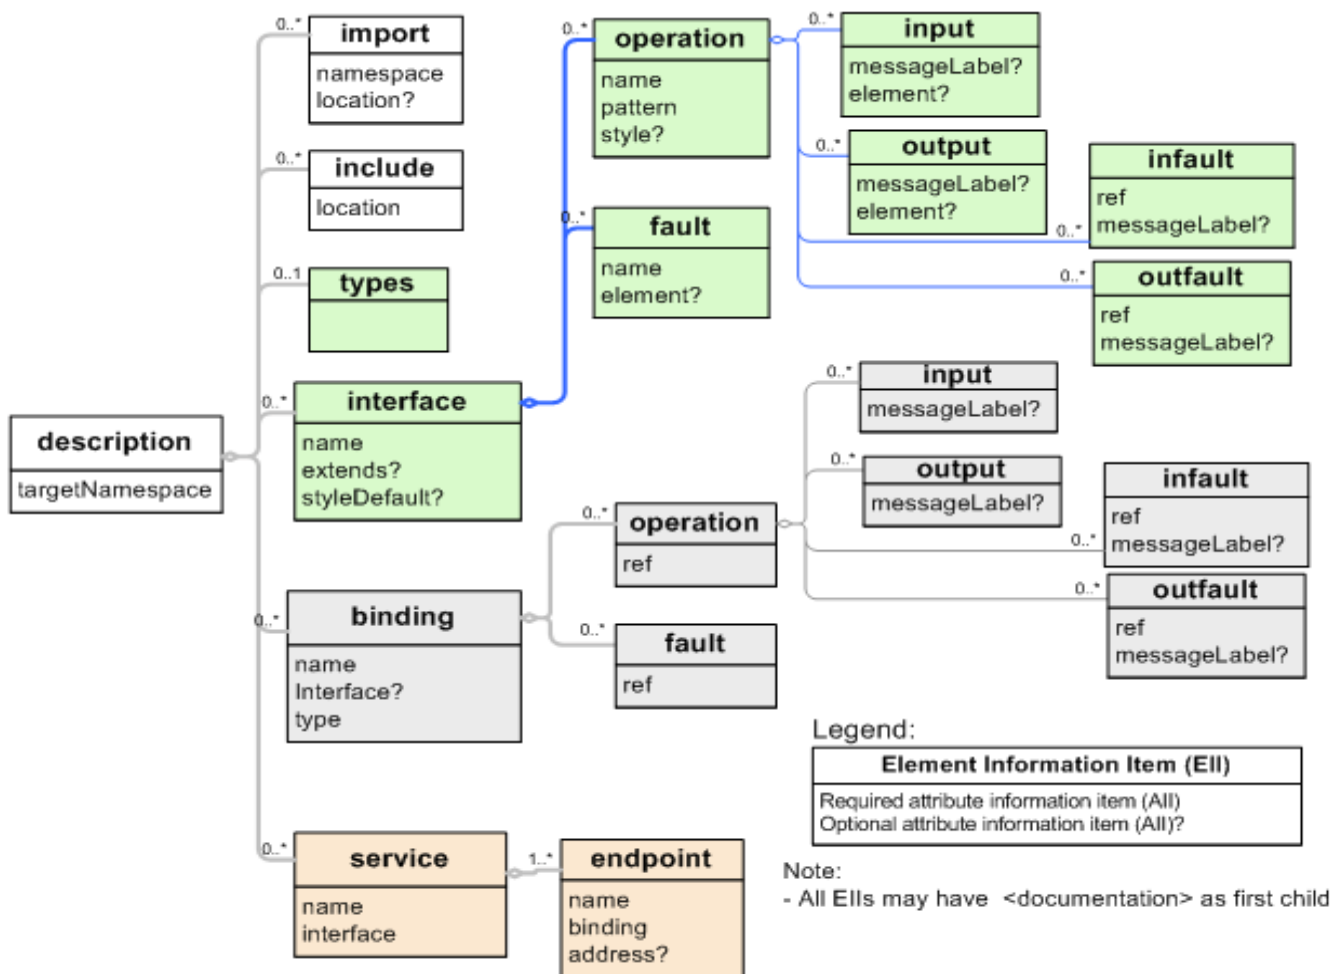 0..*
import
namespace
location?
0..*
include
location
0..1
types
0..*
interface
name
extends?
styleDefault?
description
targetNamespace
0..*
operation
name
pattern
style?
0..*
fault
name
element?
0..*
input
messageLabel?
element?
0..*
output
messageLabel?
element?
0..*
infault
ref
messageLabel?
0..*
outfault
ref
messageLabel?
0..*
binding
name
Interface?
type
0..*
operation
ref
0..*
fault
ref
0..*
input
messageLabel?
0..*
output
messageLabel?
0..*
infault
ref
messageLabel?
0..*
outfault
ref
messageLabel?
0..*
service
name
interface
1..*
endpoint
name
binding
address?
Legend:
Element Information Item (EII)
Required attribute information item (AII)
Optional attribute information item (AII)?
Note:
- All EIIs may have <documentation> as first child